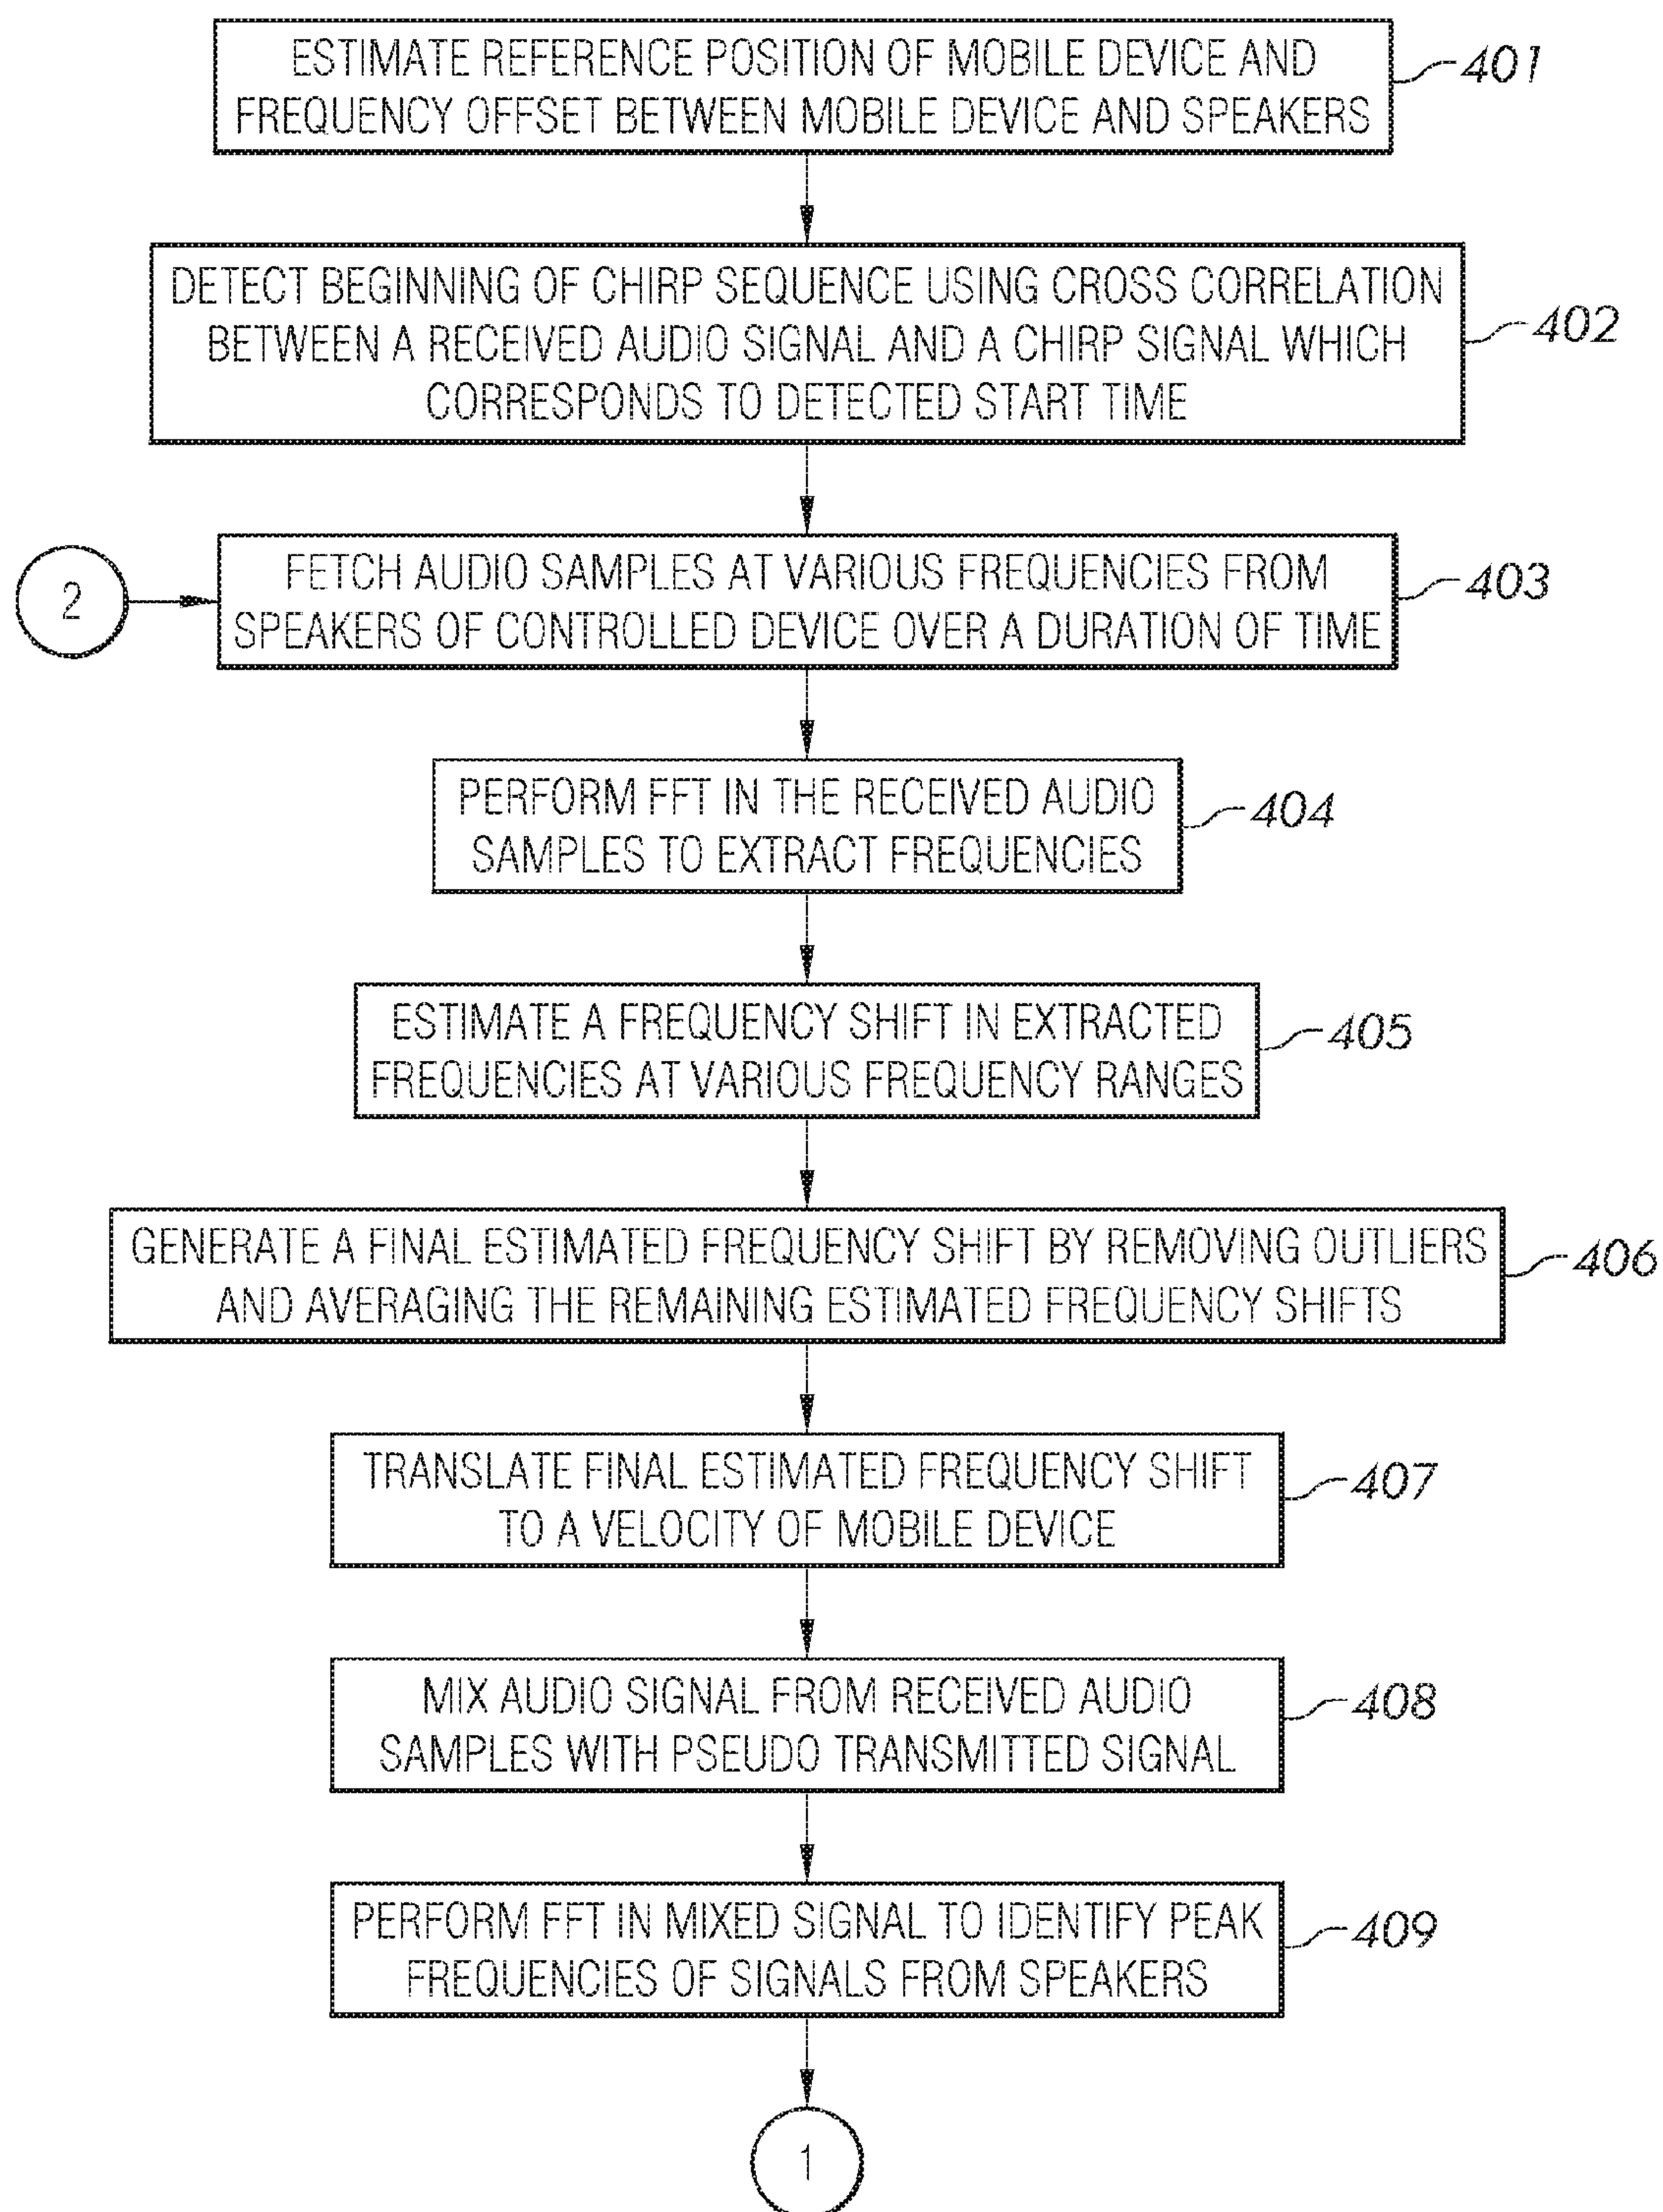 ESTIMATE REFERENCE POSITION OF MOBILE DEVICE AND
FREQUENCY OFFSET BETWEEN MOBILE DEVICE AND SPEAKERS
401
DETECT BEGINNING OF CHIRP SEQUENCE USING CROSS CORRELATION
BETWEEN A RECEIVED AUDIO SIGNAL AND A CHIRP SIGNAL WHICH
CORRESPONDS TO DETECTED START TIME
402
2
FETCH AUDIO SAMPLES AT VARIOUS FREQUENCIES FROM
SPEAKERS OF CONTROLLED DEVICE OVER A DURATION OF TIME
403
PERFORM FFT IN THE RECEIVED AUDIO
SAMPLES TO EXTRACT FREQUENCIES
404
ESTIMATE A FREQUENCY SHIFT IN EXTRACTED
FREQUENCIES AT VARIOUS FREQUENCY RANGES
405
GENERATE A FINAL ESTIMATED FREQUENCY SHIFT BY REMOVING OUTLIERS
AND AVERAGING THE REMAINING ESTIMATED FREQUENCY SHIFTS
406
TRANSLATE FINAL ESTIMATED FREQUENCY SHIFT
TO A VELOCITY OF MOBILE DEVICE
407
MIX AUDIO SIGNAL FROM RECEIVED AUDIO
SAMPLES WITH PSEUDO TRANSMITTED SIGNAL
408
PERFORM FFT IN MIXED SIGNAL TO IDENTIFY PEAK
FREQUENCIES OF SIGNALS FROM SPEAKERS
409
1